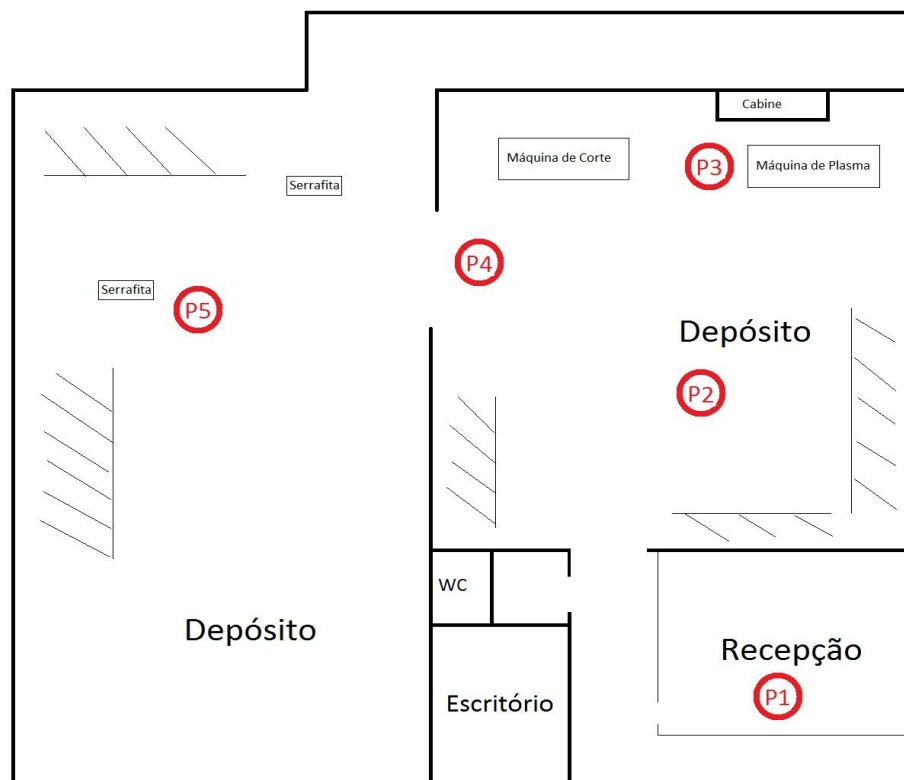 Cabine
Máquina de Corte
P3
Máquina de Plasma
Serrafita
P4
Serrafita
P5
Depósito
P2
WC
Depósito
Recepção
Escritório
P1